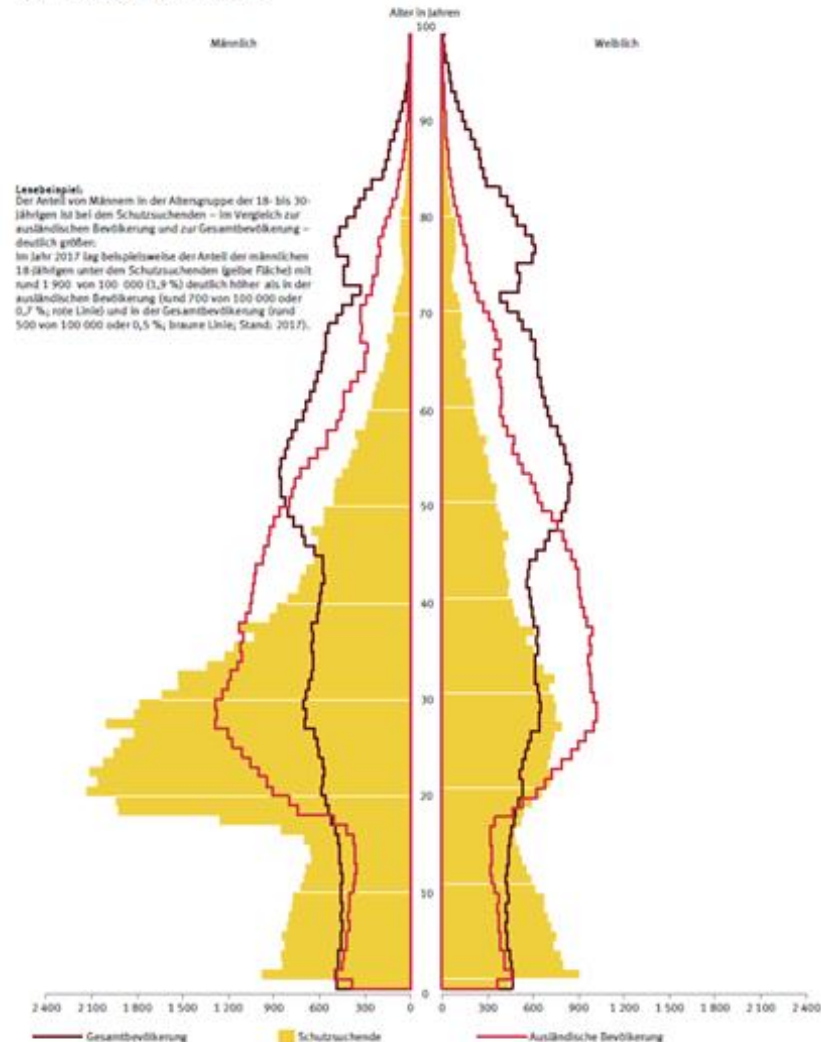 Alter in Jahren
100
Männlich
Weiblich
90
Lesebeispiel:
Der Anteil von Männern in der Altersgruppe der 18- bis 30-
Jährigen ist bei den Schutzsuchenden – im Vergleich zur
ausländischen Bevölkerung und zur Gesamtbevölkerung –
deutlich größer.
Im Jahr 2017 lag beispielsweise der Anteil der männlichen
18-Jährigen unter den Schutzsuchenden (gelbe Fläche) mit
rund 1 900 von 100 000 (1,9 %) deutlich höher als in der
ausländischen Bevölkerung (rund 700 von 100 000 oder
0,7 %; rote Linie) und in der Gesamtbevölkerung (rund
500 von 100 000 oder 0,5 %; braune Linie; Stand: 2017).
80
70
60
50
40
30
20
10
0
2 400 2 100 1 800 1 500 1 200 900 600 300 0 0 300 600 900 1 200 1 500 1 800 2 100 2 400
Gesamtbevölkerung Schutzsuchende Ausländische Bevölkerung